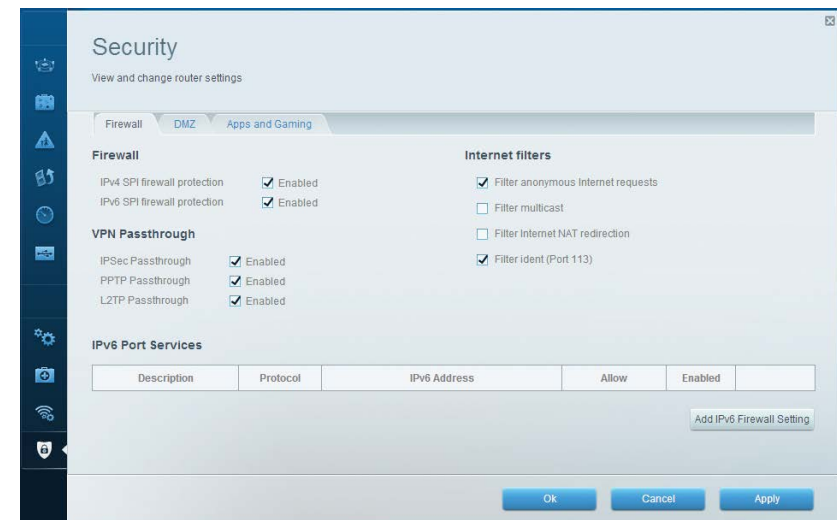 Security
View and change router settings
Firewall DMZ Apps and Gaming
Firewall
IPv4 SPI firewall protection Enabled
IPv6 SPI firewall protection Enabled
VPN Passthrough
IPSec Passthrough Enabled
PPTP Passthrough Enabled
L2TP Passthrough Enabled
Internet filters
Filter anonymous Internet requests
Filter multicast
Filter Internet NAT redirection
Filter ident (Port 113)
IPv6 Port Services
Description Protocol IPv6 Address Allow Enabled
Add IPv6 Firewall Setting
Ok Cancel Apply